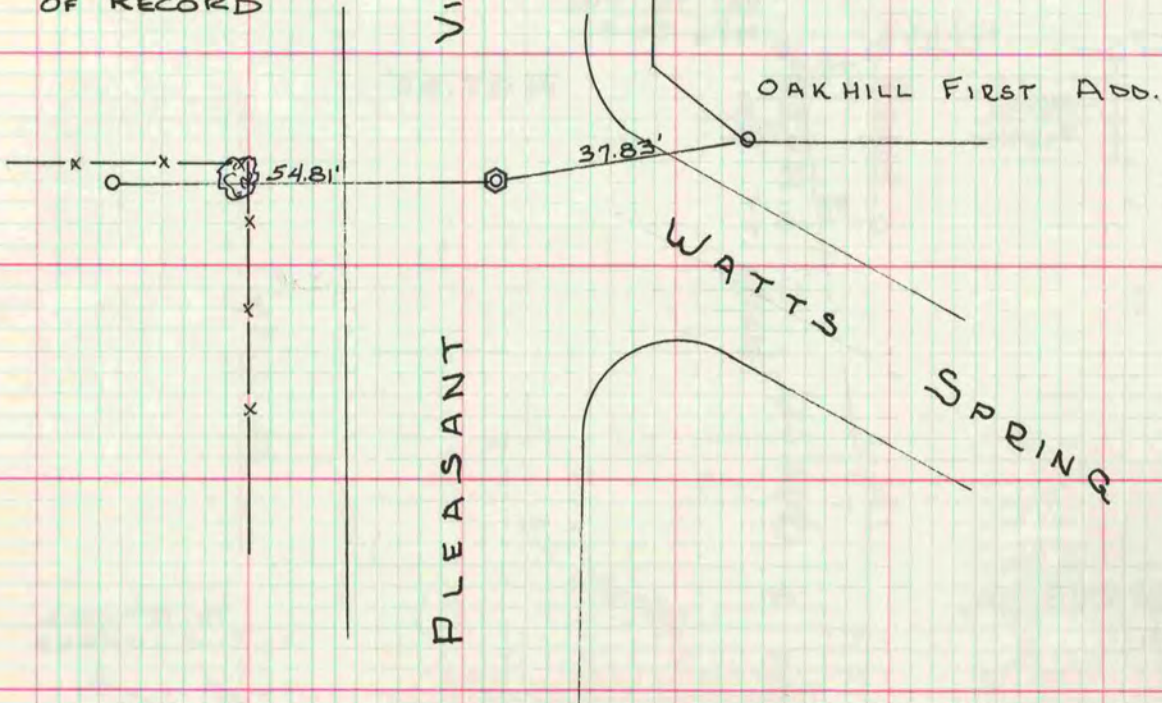 OF RECORD
OAKHILL FIRST ADD.
37.83'
54.81'
WATTS SPRING
PLEASANT